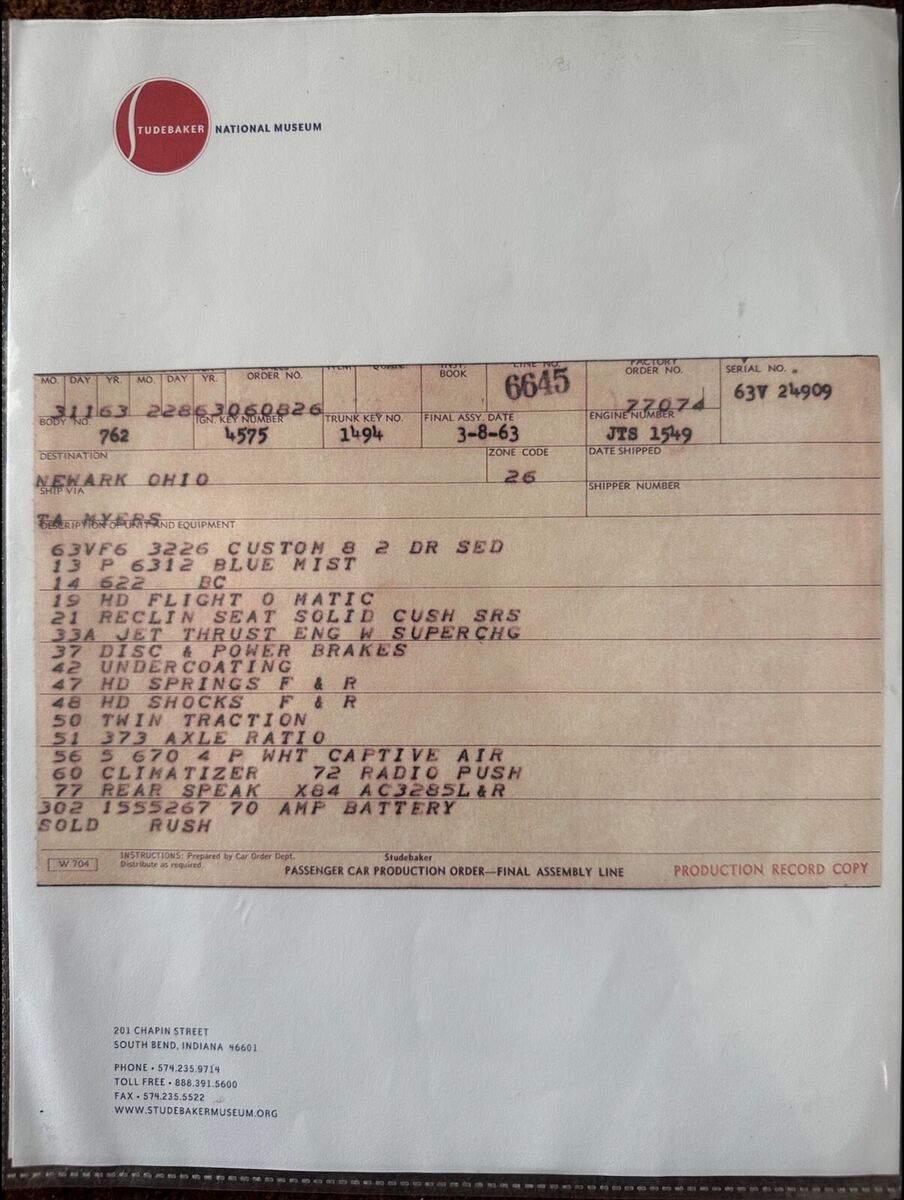 STUDEBAKER NATIONAL MUSEUM
MO. DAY YR. MO. DAY YR. ORDER NO. BOOK LINE NO. FACTORY ORDER NO. SERIAL NO.
31163 22863060826 6645 77074 63V 24909
BODY NO. IGN. KEY NUMBER TRUNK KEY NO. FINAL ASSY. DATE ENGINE NUMBER
762 4575 1494 3-8-63 JTS 1549
DESTINATION ZONE CODE DATE SHIPPED
NEWARK OHIO 26
SHIP VIA SHIPPER NUMBER
TA MYERS
DESCRIPTION OF UNIT AND EQUIPMENT
63VF6 3226 CUSTOM 8 2 DR SED
13 P 6312 BLUE MIST
14 622 BC
19 HD FLIGHT O MATIC
21 RECLIN SEAT SOLID CUSH SRS
33A JET THRUST ENG W SUPERCHG
37 DISC & POWER BRAKES
42 UNDERCOATING
47 HD SPRINGS F & R
48 HD SHOCKS F & R
50 TWIN TRACTION
51 373 AXLE RATIO
56 5 670 4 P WHT CAPTIVE AIR
60 CLIMATIZER 72 RADIO PUSH
77 REAR SPEAK X84 AC3285L&R
302 1555267 70 AMP BATTERY
SOLD RUSH
W 704
INSTRUCTIONS: Prepared by Car Order Dept.
Distribute as required.
Studebaker
PASSENGER CAR PRODUCTION ORDER—FINAL ASSEMBLY LINE
PRODUCTION RECORD COPY
201 CHAPIN STREET
SOUTH BEND, INDIANA 46601
PHONE • 574.235.9714
TOLL FREE • 888.391.5600
FAX • 574.235.5522
WWW.STUDEBAKERMUSEUM.ORG